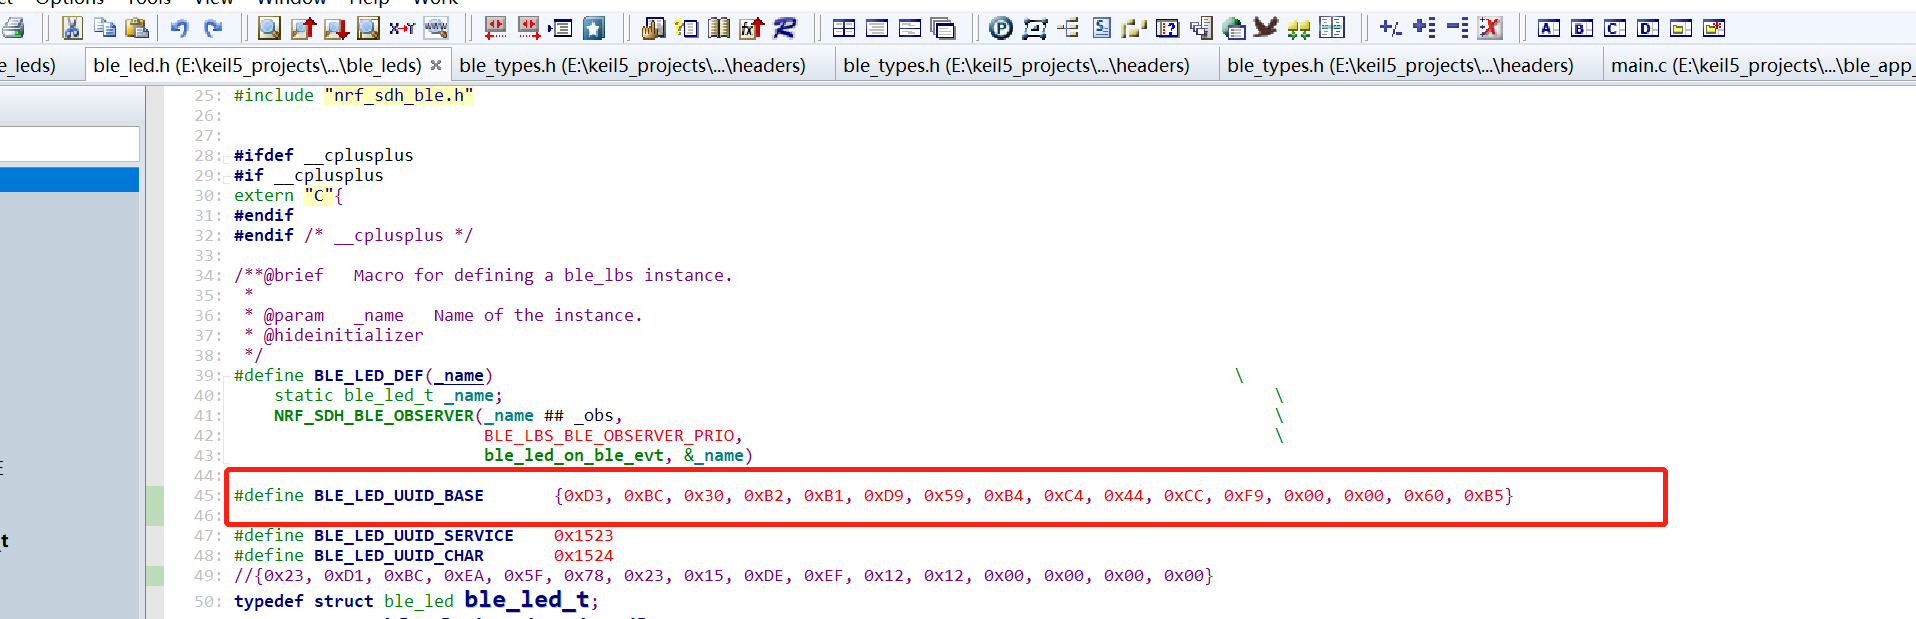 Options Tools View Window Help Work
e_leds) ble_led.h (E:\keil5_projects\...\ble_leds) ble_types.h (E:\keil5_projects\...\headers) ble_types.h (E:\keil5_projects\...\headers) ble_types.h (E:\keil5_projects\...\headers) main.c (E:\keil5_projects\...\ble_app_
25: #include "nrf_sdh_ble.h"
26:
27:
28: #ifdef __cplusplus
29: #if __cplusplus
30: extern "C"{
31: #endif
32: #endif /* __cplusplus */
33:
34: /**@brief   Macro for defining a ble_lbs instance.
35:  *
36:  * @param   _name   Name of the instance.
37:  * @hideinitializer
38:  */
39: #define BLE_LED_DEF(_name) \
40:     static ble_led_t _name; \
41:     NRF_SDH_BLE_OBSERVER(_name ## _obs, \
42:                          BLE_LBS_BLE_OBSERVER_PRIO, \
43:                          ble_led_on_ble_evt, &_name)
44:
45: #define BLE_LED_UUID_BASE       {0xD3, 0xBC, 0x30, 0xB2, 0xB1, 0xD9, 0x59, 0xB4, 0xC4, 0x44, 0xCC, 0xF9, 0x00, 0x00, 0x60, 0xB5}
46:
47: #define BLE_LED_UUID_SERVICE    0x1523
48: #define BLE_LED_UUID_CHAR       0x1524
49: //{0x23, 0xD1, 0xBC, 0xEA, 0x5F, 0x78, 0x23, 0x15, 0xDE, 0xEF, 0x12, 0x12, 0x00, 0x00, 0x00, 0x00}
50: typedef struct ble_led ble_led_t;